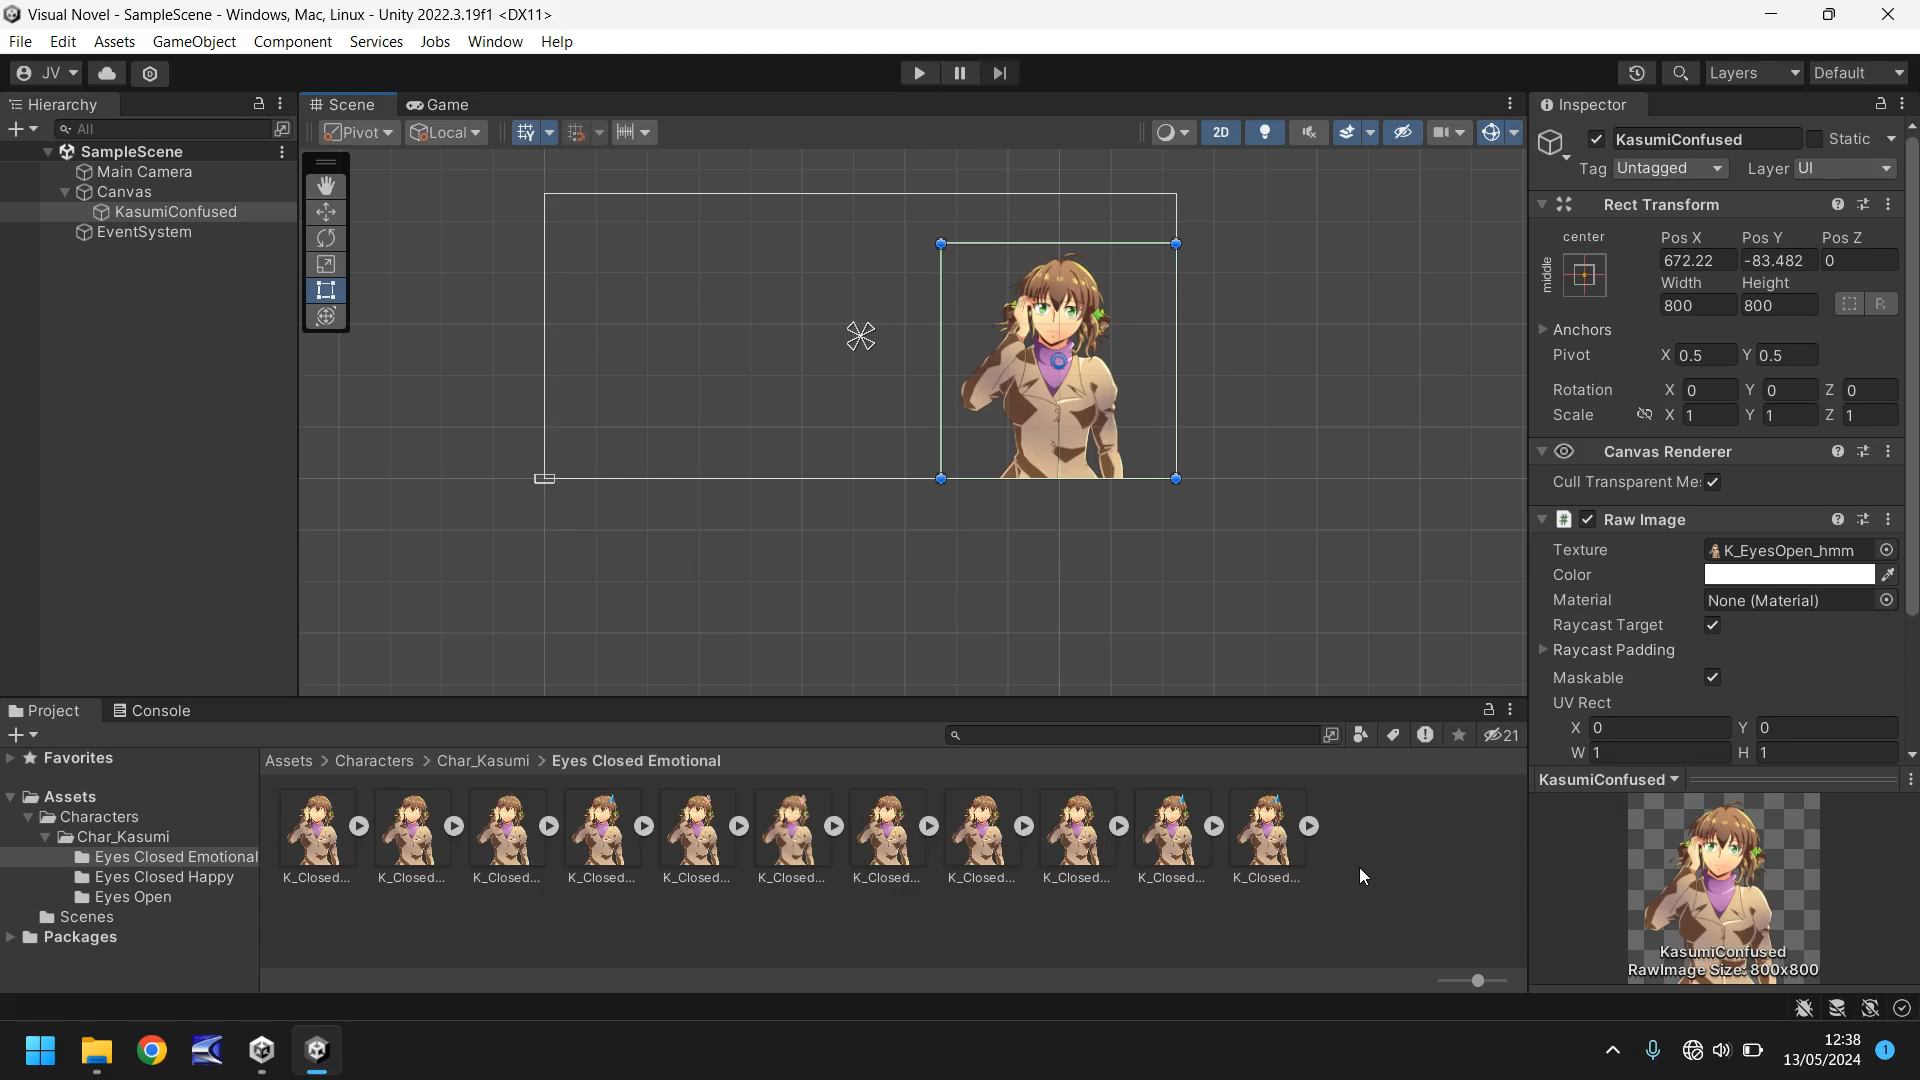 Visual Novel - SampleScene - Windows, Mac, Linux - Unity 2022.3.19f1 <DX11>
File Edit Assets GameObject Component Services Jobs Window Help
JV Layers Default
Hierarchy Scene Game Inspector
All Pivot Local 2D KasumiConfused Static
SampleScene
Tag Untagged Layer UI
Main Camera
Canvas
KasumiConfused
EventSystem
Rect Transform
center Pos X Pos Y Pos Z
middle 672.22 -83.482 0
Width Height
800 800 R
Anchors
Pivot X 0.5 Y 0.5
Rotation X 0 Y 0 Z 0
Scale X 1 Y 1 Z 1
Canvas Renderer
Cull Transparent Me:
# Raw Image
Texture K_EyesOpen_hmm
Color
Material None (Material)
Raycast Target
Raycast Padding
Maskable
UV Rect
X 0 Y 0
W 1 H 1
Project Console
21
Favorites
Assets > Characters > Char_Kasumi > Eyes Closed Emotional
Assets
Characters
Char_Kasumi
Eyes Closed Emotional
Eyes Closed Happy
Eyes Open
Scenes
Packages
K_Closed... K_Closed... K_Closed... K_Closed... K_Closed... K_Closed... K_Closed... K_Closed... K_Closed... K_Closed... K_Closed...
KasumiConfused
KasumiConfused
RawImage Size: 800x800
12:38
13/05/2024
1